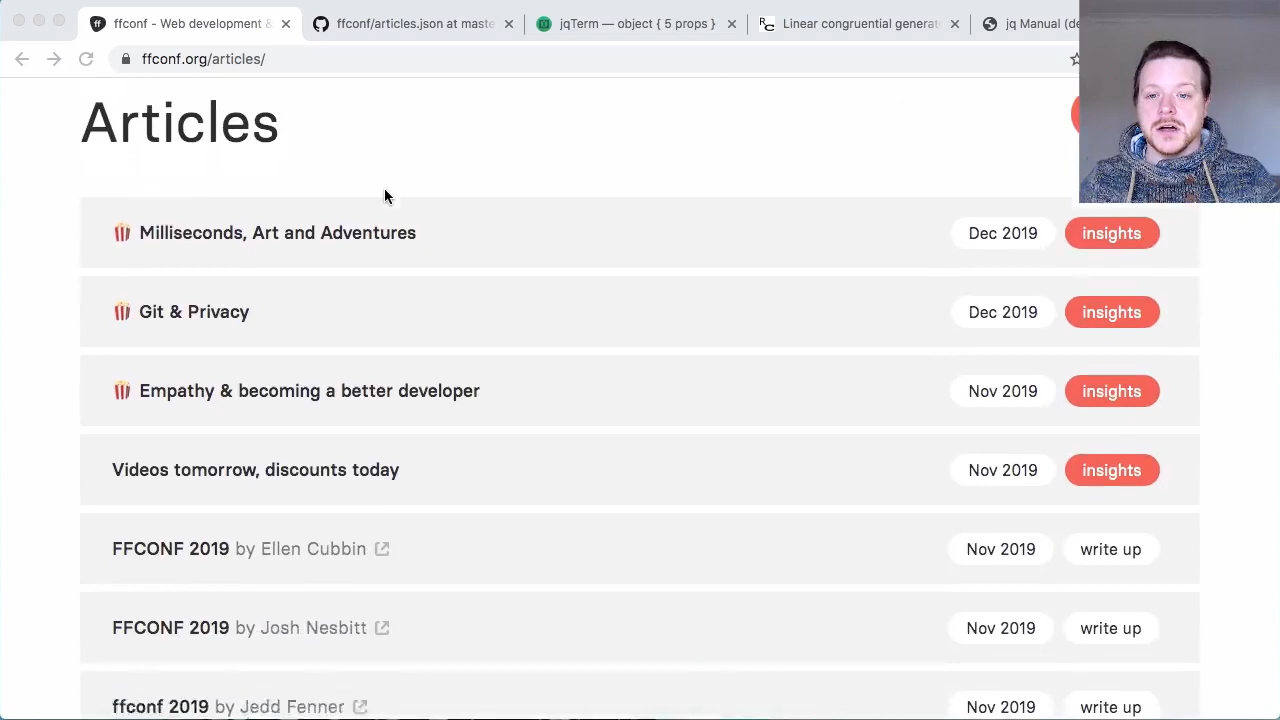 ffconf - Web development &
ffconf/articles.json at maste
jqTerm — object { 5 props }
Linear congruential generat
jq Manual (de
ffconf.org/articles/
Articles
Milliseconds, Art and Adventures Dec 2019 insights
Git & Privacy Dec 2019 insights
Empathy & becoming a better developer Nov 2019 insights
Videos tomorrow, discounts today Nov 2019 insights
FFCONF 2019 by Ellen Cubbin Nov 2019 write up
FFCONF 2019 by Josh Nesbitt Nov 2019 write up
ffconf 2019 by Jedd Fenner Nov 2019 write up